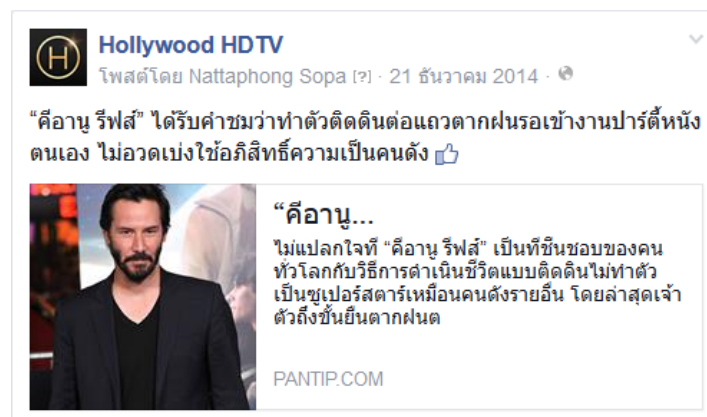 Hollywood HDTV
โพสต์โดย Nattaphong Sopa [?] · 21 ธันวาคม 2014 ·
“คีอานู รีฟส์” ได้รับคำชมว่าทำตัวติดดินต่อแถวตากฝนรอเข้างานปาร์ตี้หนัง
ตนเอง ไม่อวดเบ่งใช้อภิสิทธิ์ความเป็นคนดัง
“คีอานู...
ไม่แปลกใจที่ “คีอานู รีฟส์” เป็นที่ชื่นชอบของคน
ทั่วโลกกับวิธีการดำเนินชีวิตแบบติดดินไม่ทำตัว
เป็นซูเปอร์สตาร์เหมือนคนดังรายอื่น โดยล่าสุดเจ้า
ตัวถึงขั้นยืนตากฝนต
PANTIP.COM